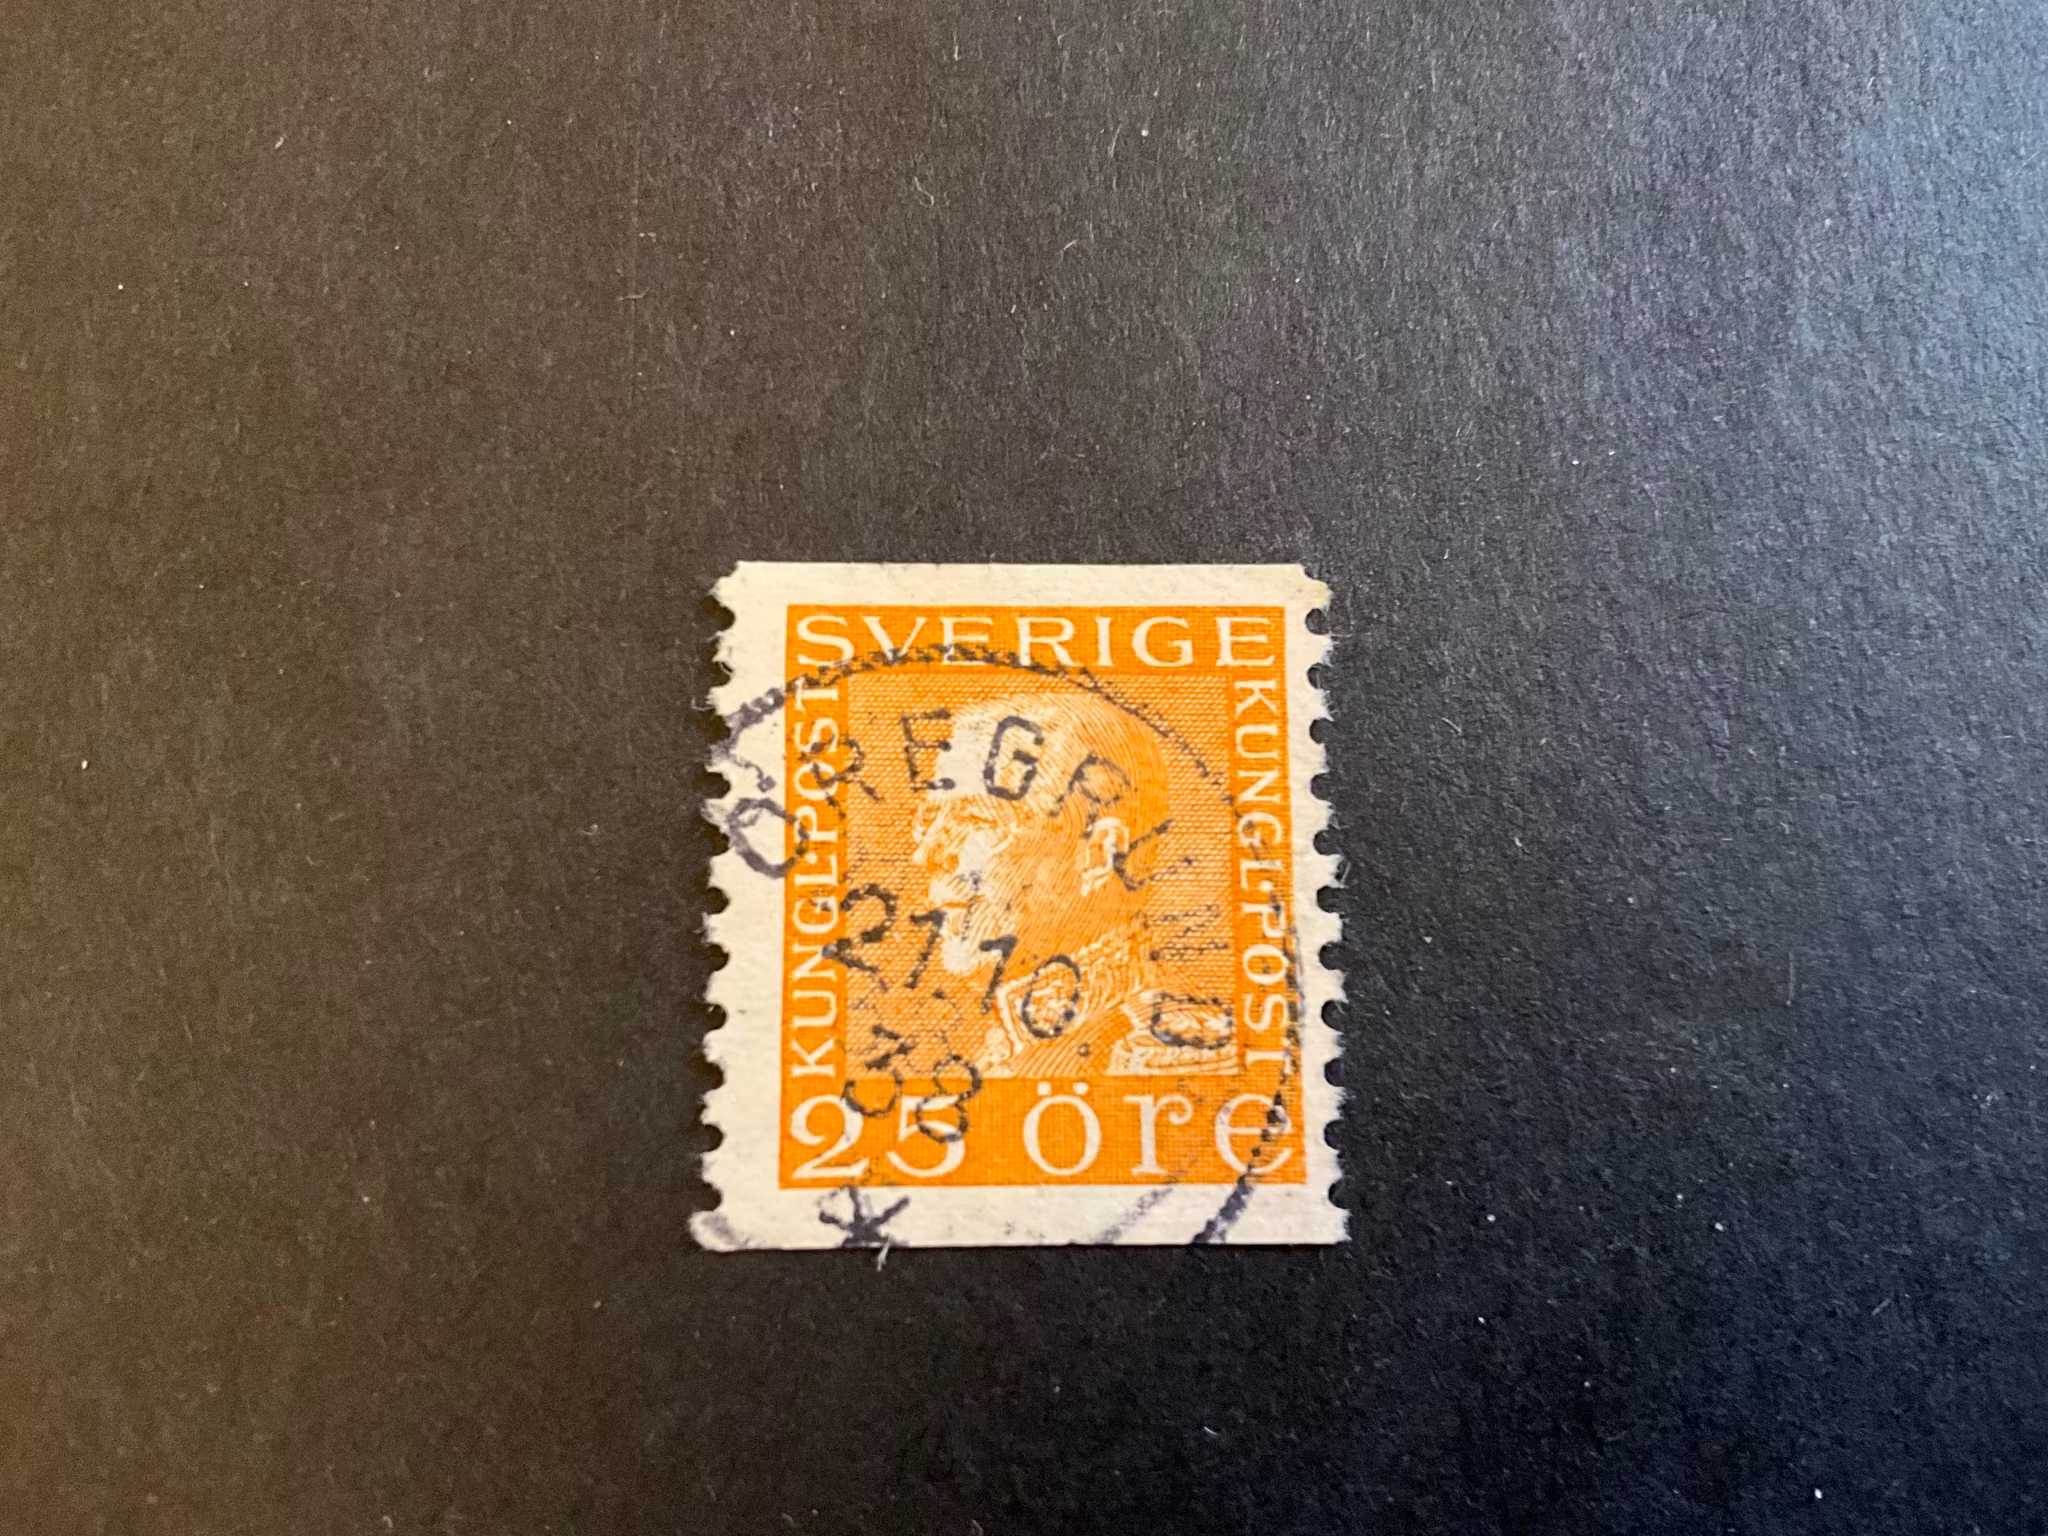 SVERIGE
KUNGL·POST
KUNGL·POST
25 öre
ÖREGRUND
27 10.
38